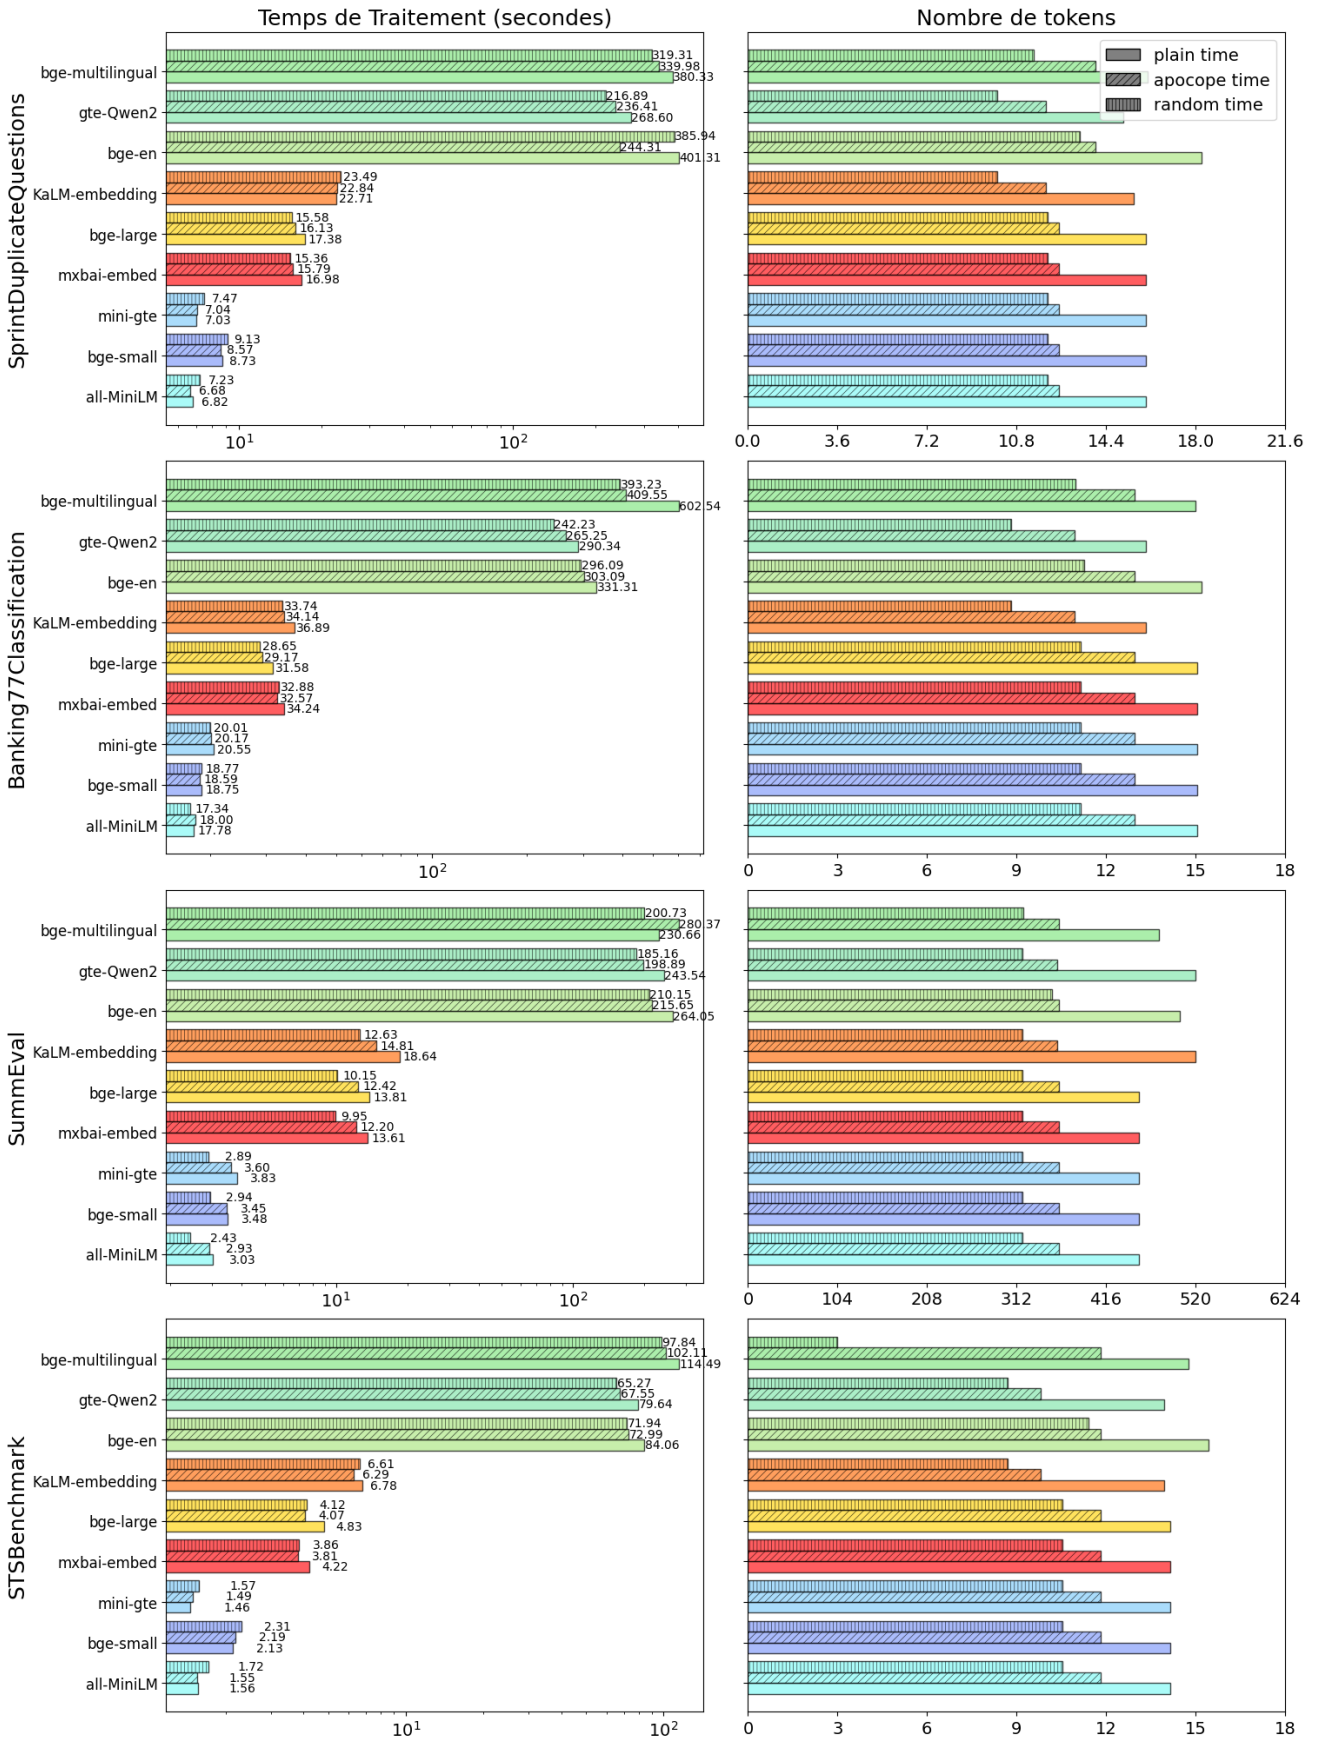 Temps de Traitement (secondes)
Nombre de tokens
SprintDuplicateQuestions
bge-multilingual
319.31
339.98
380.33
gte-Qwen2
216.89
236.41
268.60
bge-en
385.94
244.31
401.31
KaLM-embedding
23.49
22.84
22.71
bge-large
15.58
16.13
17.38
mxbai-embed
15.36
15.79
16.98
mini-gte
7.47
7.04
7.03
bge-small
9.13
8.57
8.73
all-MiniLM
7.23
6.68
6.82
10¹ 10²
plain time
apocope time
random time
0.0 3.6 7.2 10.8 14.4 18.0 21.6
Banking77Classification
bge-multilingual
393.23
409.55
602.54
gte-Qwen2
242.23
265.25
290.34
bge-en
296.09
303.09
331.31
KaLM-embedding
33.74
34.14
36.89
bge-large
28.65
29.17
31.58
mxbai-embed
32.88
32.57
34.24
mini-gte
20.01
20.17
20.55
bge-small
18.77
18.59
18.75
all-MiniLM
17.34
18.00
17.78
10²
0 3 6 9 12 15 18
SummEval
bge-multilingual
200.73
280.37
230.66
gte-Qwen2
185.16
198.89
243.54
bge-en
210.15
215.65
264.05
KaLM-embedding
12.63
14.81
18.64
bge-large
10.15
12.42
13.81
mxbai-embed
9.95
12.20
13.61
mini-gte
2.89
3.60
3.83
bge-small
2.94
3.45
3.48
all-MiniLM
2.43
2.93
3.03
10¹ 10²
0 104 208 312 416 520 624
STSBenchmark
bge-multilingual
97.84
102.11
114.49
gte-Qwen2
65.27
67.55
79.64
bge-en
71.94
72.99
84.06
KaLM-embedding
6.61
6.29
6.78
bge-large
4.12
4.07
4.83
mxbai-embed
3.86
3.81
4.22
mini-gte
1.57
1.49
1.46
bge-small
2.31
2.19
2.13
all-MiniLM
1.72
1.55
1.56
10¹ 10²
0 3 6 9 12 15 18